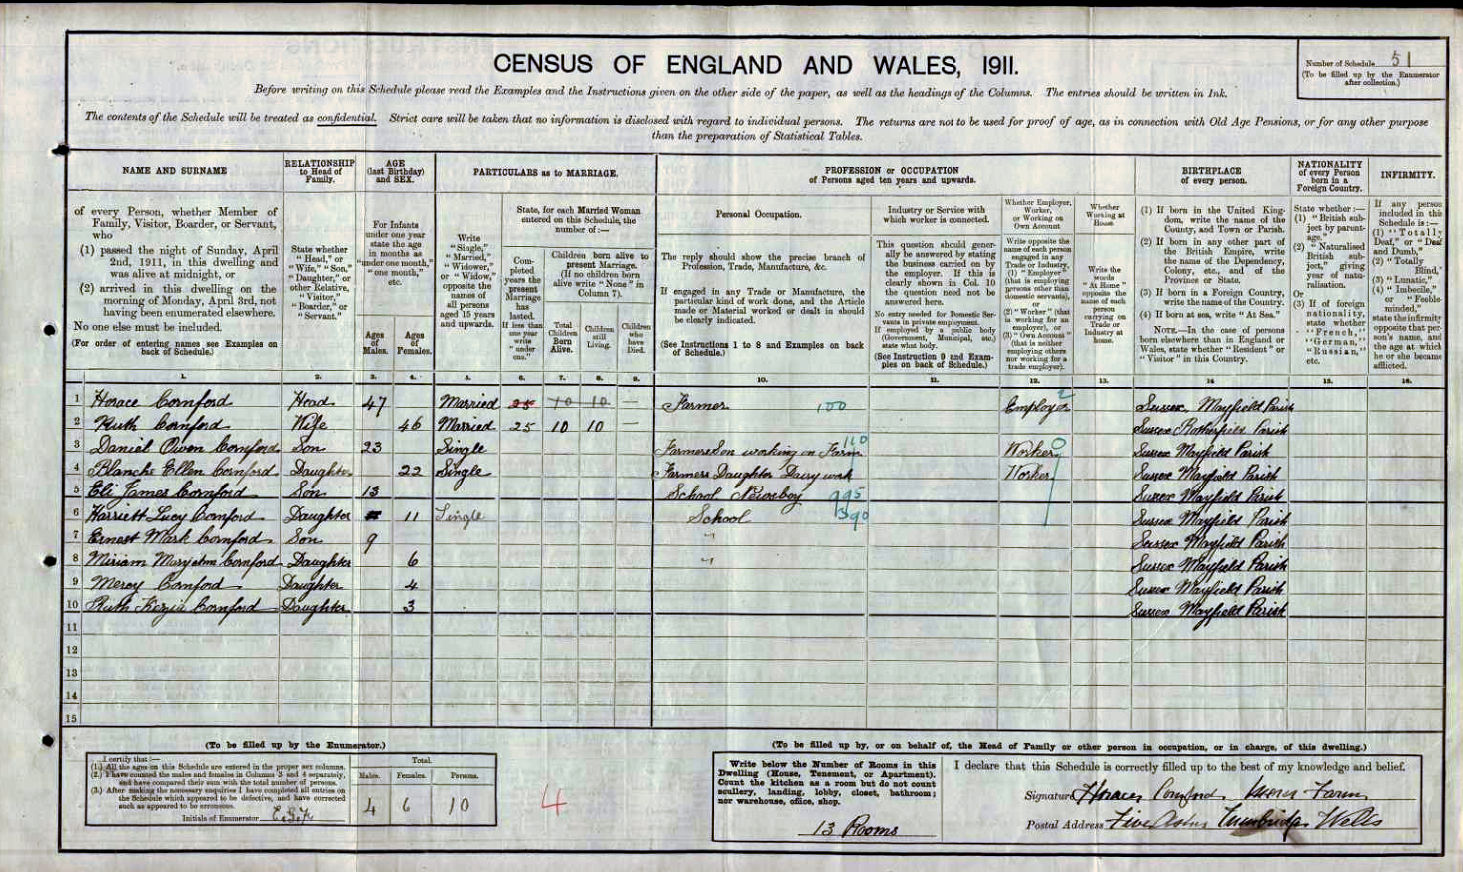 CENSUS OF ENGLAND AND WALES, 1911.
Number of Schedule 51
(To be filled up by the Enumerator
after collection.)
Before writing on this Schedule please read the Examples and the Instructions given on the other side of the paper, as well as the headings of the Columns. The entries should be written in Ink.
The contents of the Schedule will be treated as confidential. Strict care will be taken that no information is disclosed with regard to individual persons. The returns are not to be used for proof of age, as in connection with Old Age Pensions, or for any other purpose
than the preparation of Statistical Tables.
NAME AND SURNAME
of every Person, whether Member of
Family, Visitor, Boarder, or Servant,
who
(1) passed the night of Sunday, April
2nd, 1911, in this dwelling and
was alive at midnight, or
(2) arrived in this dwelling on the
morning of Monday, April 3rd, not
having been enumerated elsewhere.
No one else must be included.
(For order of entering names see Examples on
back of Schedule.)
RELATIONSHIP
to Head of
Family.
State whether
"Head," or
"Wife," "Son,"
"Daughter," or
other Relative,
"Visitor,"
"Boarder," or
"Servant."
AGE
(last Birthday)
and SEX.
For Infants
under one year
state the age
in months as
"under one month,"
"one month,"
etc.
Ages
of
Males.
Ages
of
Females.
PARTICULARS as to MARRIAGE.
Write
"Single,"
"Married,"
"Widower,"
or "Widow,"
opposite the
names of
all persons
aged 15 years
and upwards.
State, for each Married Woman
entered on this Schedule, the
number of:—
Completed
years the
present
Marriage
has
lasted.
If less than
one year
write
"under
one."
Children born alive to
present Marriage.
(If no children born
alive write "None" in
Column 7).
Total
Children
Born
Alive.
Children
still
Living.
Children
who
have
Died.
PROFESSION or OCCUPATION
of Persons aged ten years and upwards.
Personal Occupation.
The reply should show the precise branch of
Profession, Trade, Manufacture, &c.
If engaged in any Trade or Manufacture, the
particular kind of work done, and the Article
made or Material worked or dealt in should
be clearly indicated.
(See Instructions 1 to 8 and Examples on back
of Schedule.)
Industry or Service with
which worker is connected.
This question should gener-
ally be answered by stating
the business carried on by
the employer. If this is
clearly shown in Col. 10
the question need not be
answered here.
No entry needed for Domestic Ser-
vants in private employment.
If employed by a public body
(Government, Municipal, etc.)
state what body.
(See Instruction 9 and Exam-
ples on back of Schedule.)
Whether Employer,
Worker,
or Working on
Own Account
Write opposite the
name of each person
engaged in any
Trade or Industry,
(1) "Employer"
(that is employing
persons other than
domestic servants),
or
(2) "Worker" (that
is working for an
employer), or
(3) "Own Account"
(that is neither
employing others
nor working for a
trade employer).
Whether
Working at
Home
Write the
words
"At Home"
opposite the
name of each
person
carrying on
Trade or
Industry at
home.
BIRTHPLACE
of every person.
(1) If born in the United King-
dom, write the name of the
County, and Town or Parish.
(2) If born in any other part of
the British Empire, write
the name of the Dependency,
Colony, etc., and of the
Province or State.
(3) If born in a Foreign Country,
write the name of the Country.
(4) If born at sea, write "At Sea."
NOTE.—In the case of persons
born elsewhere than in England or
Wales, state whether "Resident" or
"Visitor" in this Country.
NATIONALITY
of every Person
born in a
Foreign Country.
State whether:—
(1) "British sub-
ject by parent-
age,"
(2) "Naturalised
British sub-
ject," giving
year of natu-
ralisation.
Or
(3) If of foreign
nationality,
state whether
"French,"
"German,"
"Russian,"
etc.
INFIRMITY.
If any person
included in this
Schedule is:—
(1) "Totally
Deaf," or "Deaf
and Dumb,"
(2) "Totally
Blind,"
(3) "Lunatic,"
(4) "Imbecile,"
or "Feeble-
minded,"
state the infirmity
opposite that per-
son's name, and
the age at which
he or she became
afflicted.
1. 2. 3. 4. 5. 6. 7. 8. 9. 10. 11. 12. 13. 14 15. 16.
1 Horace Cornford Head 47 Married 25 10 10 — Farmer 100 Employer 2 Sussex, Mayfield Parish
2 Ruth Cornford Wife 46 Married 25 10 10 — Sussex Rotherfield Parish
3 Daniel Owen Cornford Son 23 Single Farmers Son working on Farm 110 Worker 0 Sussex Mayfield Parish
4 Blanche Ellen Cornford Daughter 22 Single Farmers Daughter Dairy work Worker Sussex Mayfield Parish
5 Eli James Cornford Son 13 School Newsboy 995 Sussex Mayfield Parish
6 Harriett Lucy Cornford Daughter 11 Single School 390 Sussex Mayfield Parish
7 Ernest Mark Cornford Son 9 " Sussex Mayfield Parish
8 Miriam Maryann Cornford Daughter 6 " Sussex Mayfield Parish
9 Mercy Cornford Daughter 4 Sussex Mayfield Parish
10 Ruth Kezia Cornford Daughter 3 Sussex Mayfield Parish
11
12
13
14
15
(To be filled up by the Enumerator.)
I certify that:—
(1.) All the ages on this Schedule are entered in the proper sex columns.
(2.) I have counted the males and females in Columns 3 and 4 separately,
and have compared their sum with the total number of persons.
(3.) After making the necessary enquiries I have completed all entries on
the Schedule which appeared to be defective, and have corrected
such as appeared to be erroneous.
Initials of Enumerator
Total.
Males. Females. Persons.
4 6 10
4
(To be filled up by, or on behalf of, the Head of Family or other person in occupation, or in charge, of this dwelling.)
Write below the Number of Rooms in this
Dwelling (House, Tenement, or Apartment).
Count the kitchen as a room but do not count
scullery, landing, lobby, closet, bathroom;
nor warehouse, office, shop.
13 Rooms
I declare that this Schedule is correctly filled up to the best of my knowledge and belief.
Signature Horace Cornford Farm
Postal Address Five Ashes Tunbridge Wells